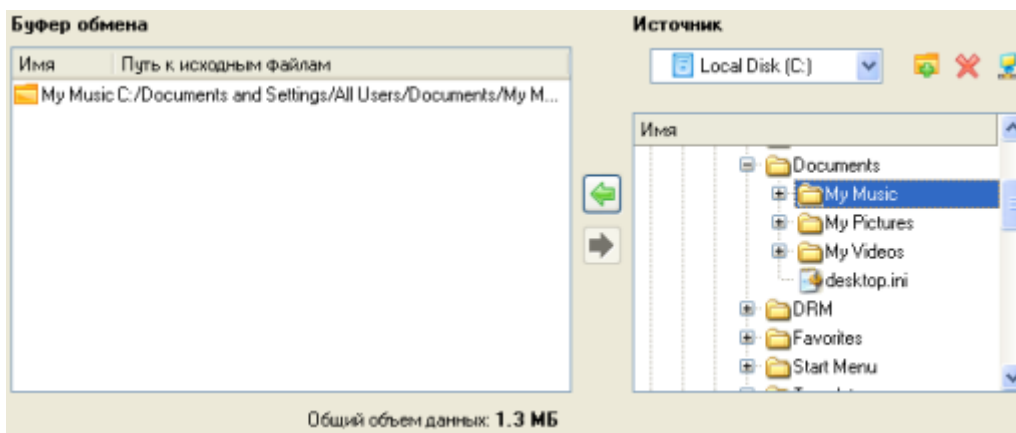 Буфер обмена
Имя Путь к исходным файлам
My Music C:/Documents and Settings/All Users/Documents/My M...
Общий объем данных: 1.3 МБ
Источник
Local Disk (C:)
Имя
Documents
My Music
My Pictures
My Videos
desktop.ini
DRM
Favorites
Start Menu